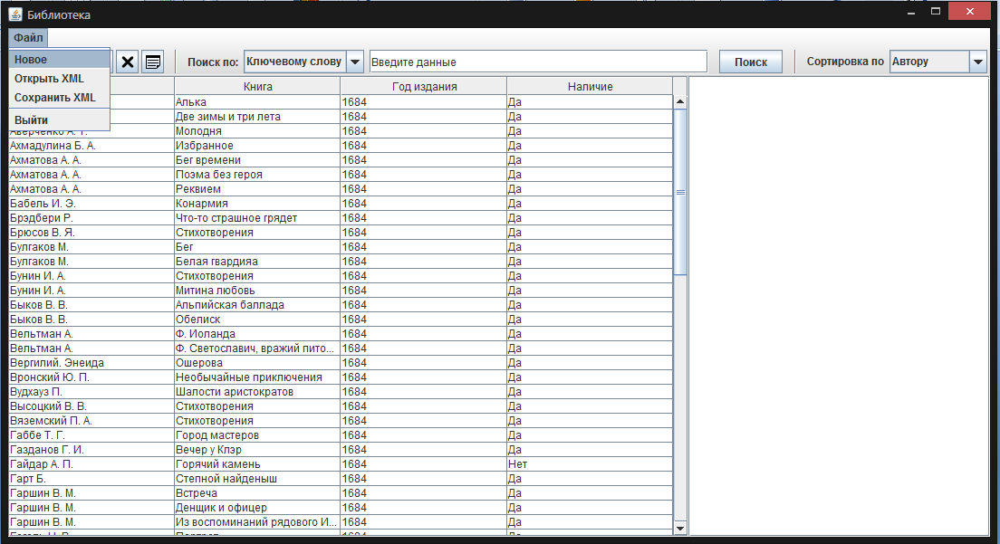 Библиотека
Файл
Новое
Открыть XML
Сохранить XML
Выйти
Поиск по: Ключевому слову Введите данные Поиск Сортировка по Автору
Книга Год издания Наличие
Алька 1684 Да
Две зимы и три лета 1684 Да
Аверченко А. Т. Молодня 1684 Да
Ахмадулина Б. А. Избранное 1684 Да
Ахматова А. А. Бег времени 1684 Да
Ахматова А. А. Поэма без героя 1684 Да
Ахматова А. А. Реквием 1684 Да
Бабель И. Э. Конармия 1684 Да
Брэдбери Р. Что-то страшное грядет 1684 Да
Брюсов В. Я. Стихотворения 1684 Да
Булгаков М. Бег 1684 Да
Булгаков М. Белая гвардияа 1684 Да
Бунин И. А. Стихотворения 1684 Да
Бунин И. А. Митина любовь 1684 Да
Быков В. В. Альпийская баллада 1684 Да
Быков В. В. Обелиск 1684 Да
Вельтман А. Ф. Иоланда 1684 Да
Вельтман А. Ф. Светославич, вражий пито... 1684 Да
Вергилий. Энеида Ошерова 1684 Да
Вронский Ю. П. Необычайные приключения 1684 Да
Вудхауз П. Шалости аристократов 1684 Да
Высоцкий В. В. Стихотворения 1684 Да
Вяземский П. А. Стихотворения 1684 Да
Габбе Т. Г. Город мастеров 1684 Да
Газданов Г. И. Вечер у Клэр 1684 Да
Гайдар А. П. Горячий камень 1684 Нет
Гарт Б. Степной найденыш 1684 Да
Гаршин В. М. Встреча 1684 Да
Гаршин В. М. Денщик и офицер 1684 Да
Гаршин В. М. Из воспоминаний рядового И... 1684 Да
1684 Да